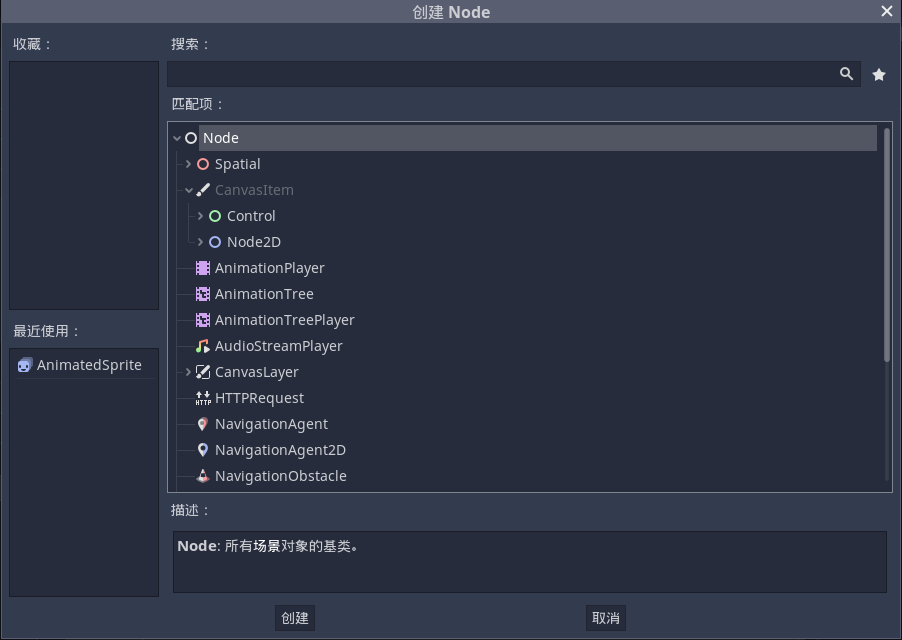 创建 Node
收藏：
搜索：
匹配项：
Node
Spatial
CanvasItem
Control
Node2D
AnimationPlayer
AnimationTree
AnimationTreePlayer
AudioStreamPlayer
CanvasLayer
HTTP
HTTPRequest
NavigationAgent
NavigationAgent2D
NavigationObstacle
最近使用：
AnimatedSprite
描述：
Node: 所有场景对象的基类。
创建
取消